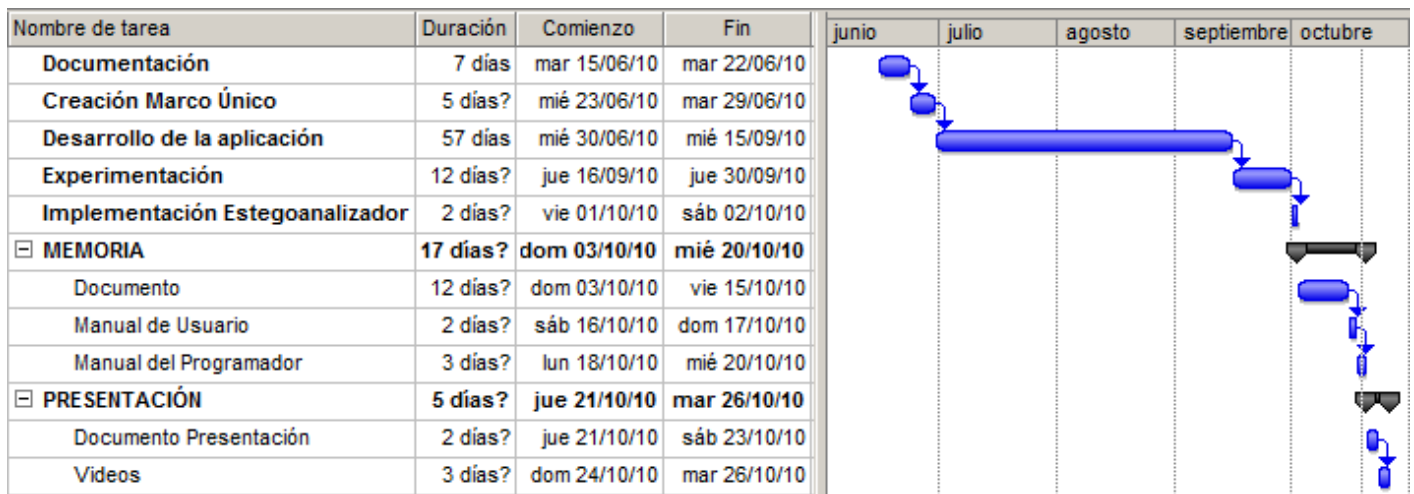 Nombre de tarea Duración Comienzo Fin junio julio agosto septiembre octubre
Documentación 7 días mar 15/06/10 mar 22/06/10
Creación Marco Único 5 días? mié 23/06/10 mar 29/06/10
Desarrollo de la aplicación 57 días mié 30/06/10 mié 15/09/10
Experimentación 12 días? jue 16/09/10 jue 30/09/10
Implementación Estegoanalizador 2 días? vie 01/10/10 sáb 02/10/10
MEMORIA 17 días? dom 03/10/10 mié 20/10/10
Documento 12 días? dom 03/10/10 vie 15/10/10
Manual de Usuario 2 días? sáb 16/10/10 dom 17/10/10
Manual del Programador 3 días? lun 18/10/10 mié 20/10/10
PRESENTACIÓN 5 días? jue 21/10/10 mar 26/10/10
Documento Presentación 2 días? jue 21/10/10 sáb 23/10/10
Videos 3 días? dom 24/10/10 mar 26/10/10